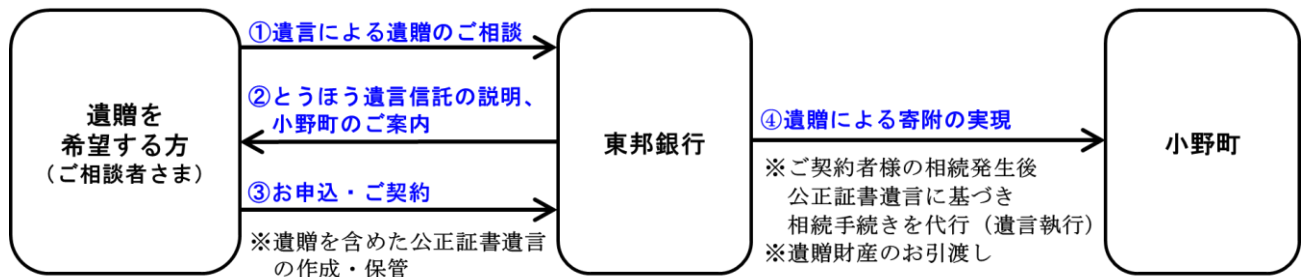 遺贈を
希望する方
（ご相談者さま）
①遺言による遺贈のご相談
②とうほう遺言信託の説明、
小野町のご案内
③お申込・ご契約
※遺贈を含めた公正証書遺言
の作成・保管
東邦銀行
④遺贈による寄附の実現
※ご契約者様の相続発生後
公正証書遺言に基づき
相続手続きを代行（遺言執行）
※遺贈財産のお引渡し
小野町